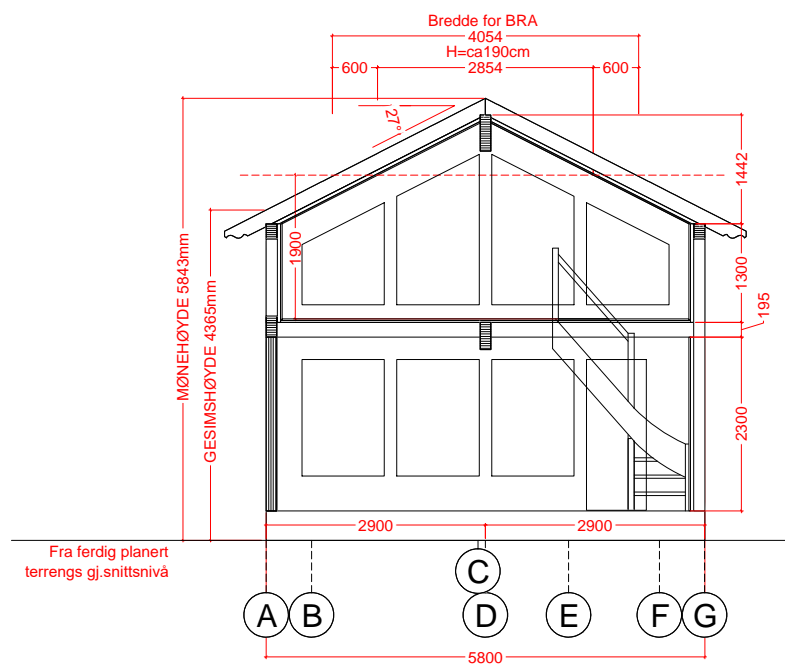 Bredde for BRA
4054
H=ca190cm
600
2854
600
27°
1442
1900
MØNEHØYDE 5843mm
GESIMSHØYDE 4365mm
1300
195
2300
2900
2900
Fra ferdig planert
terrengs gj.snittsnivå
C
A
B
D
E
F
G
5800